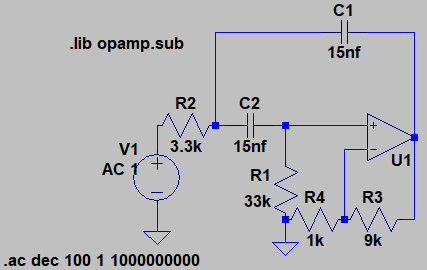 C1
.lib opamp.sub
15nf
R2
C2
3.3k
15nf
+
−
U1
V1
AC 1
+
−
R1
33k
R4
R3
1k
9k
.ac dec 100 1 1000000000